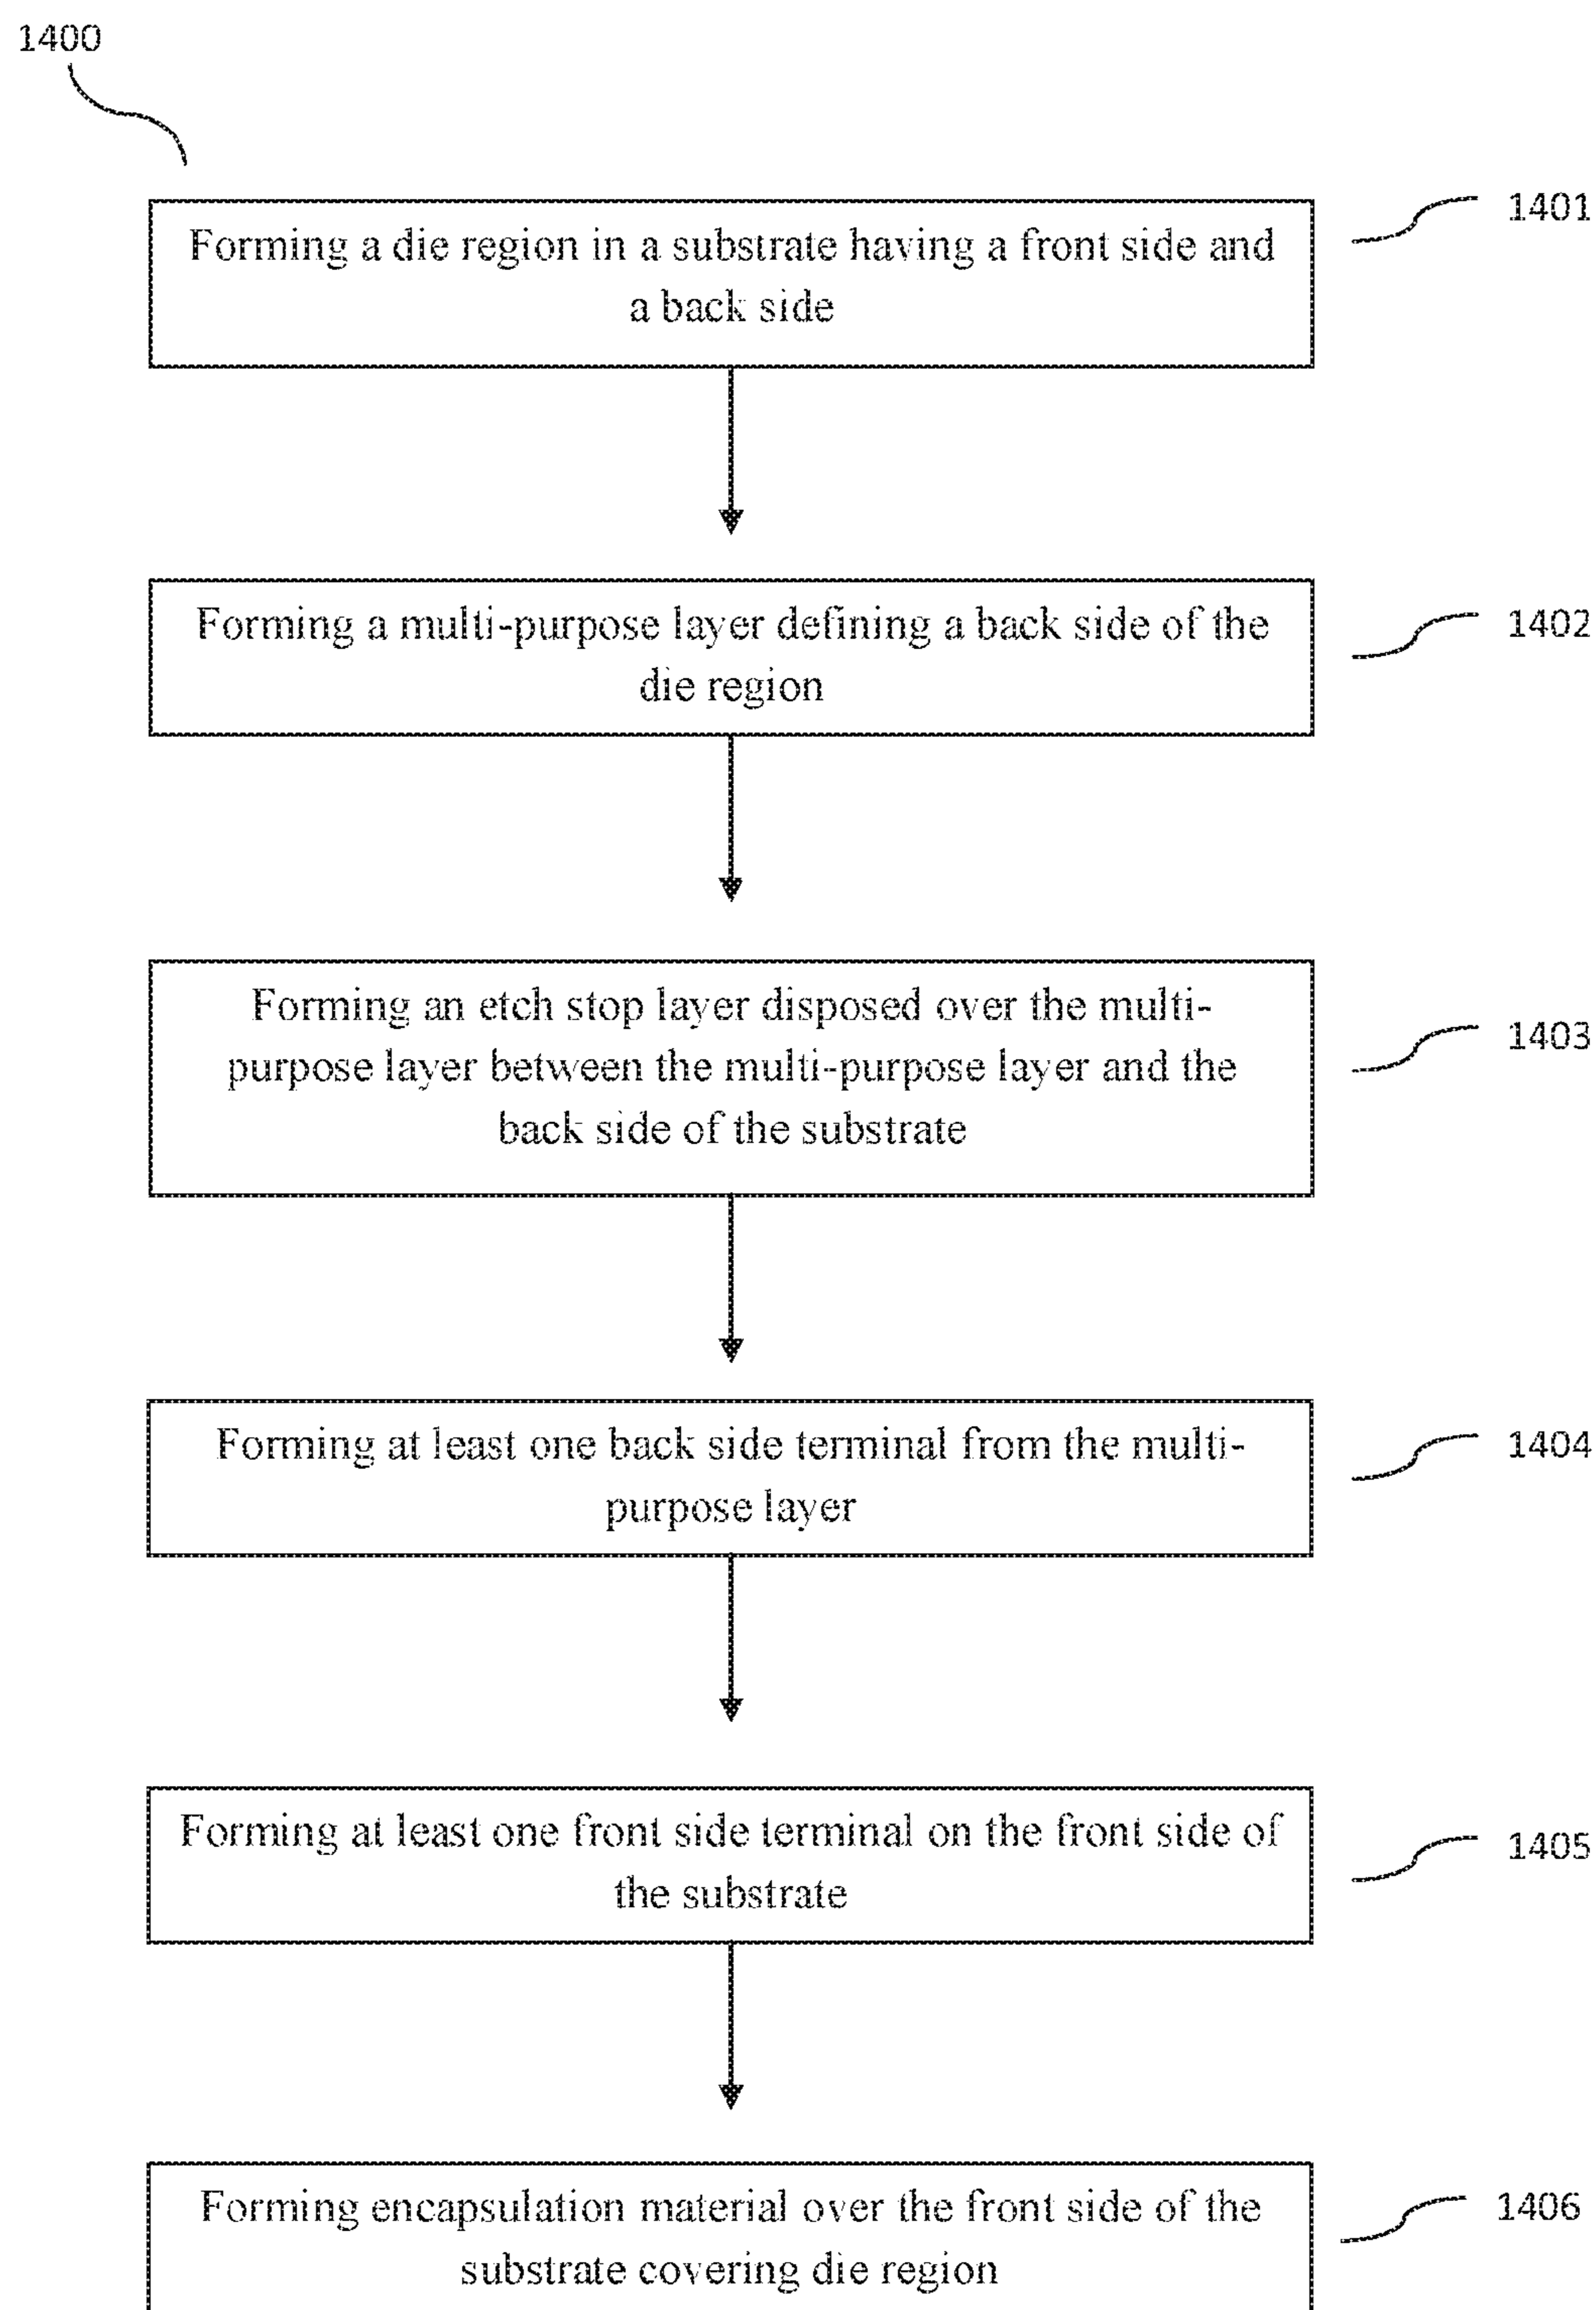 1400
Forming a die region in a substrate having a front side and
a back side
1401
Forming a multi-purpose layer defining a back side of the
die region
1402
Forming an etch stop layer disposed over the multi-
purpose layer between the multi-purpose layer and the
back side of the substrate
1403
Forming at least one back side terminal from the multi-
purpose layer
1404
Forming at least one front side terminal on the front side of
the substrate
1405
Forming encapsulation material over the front side of the
substrate covering die region
1406